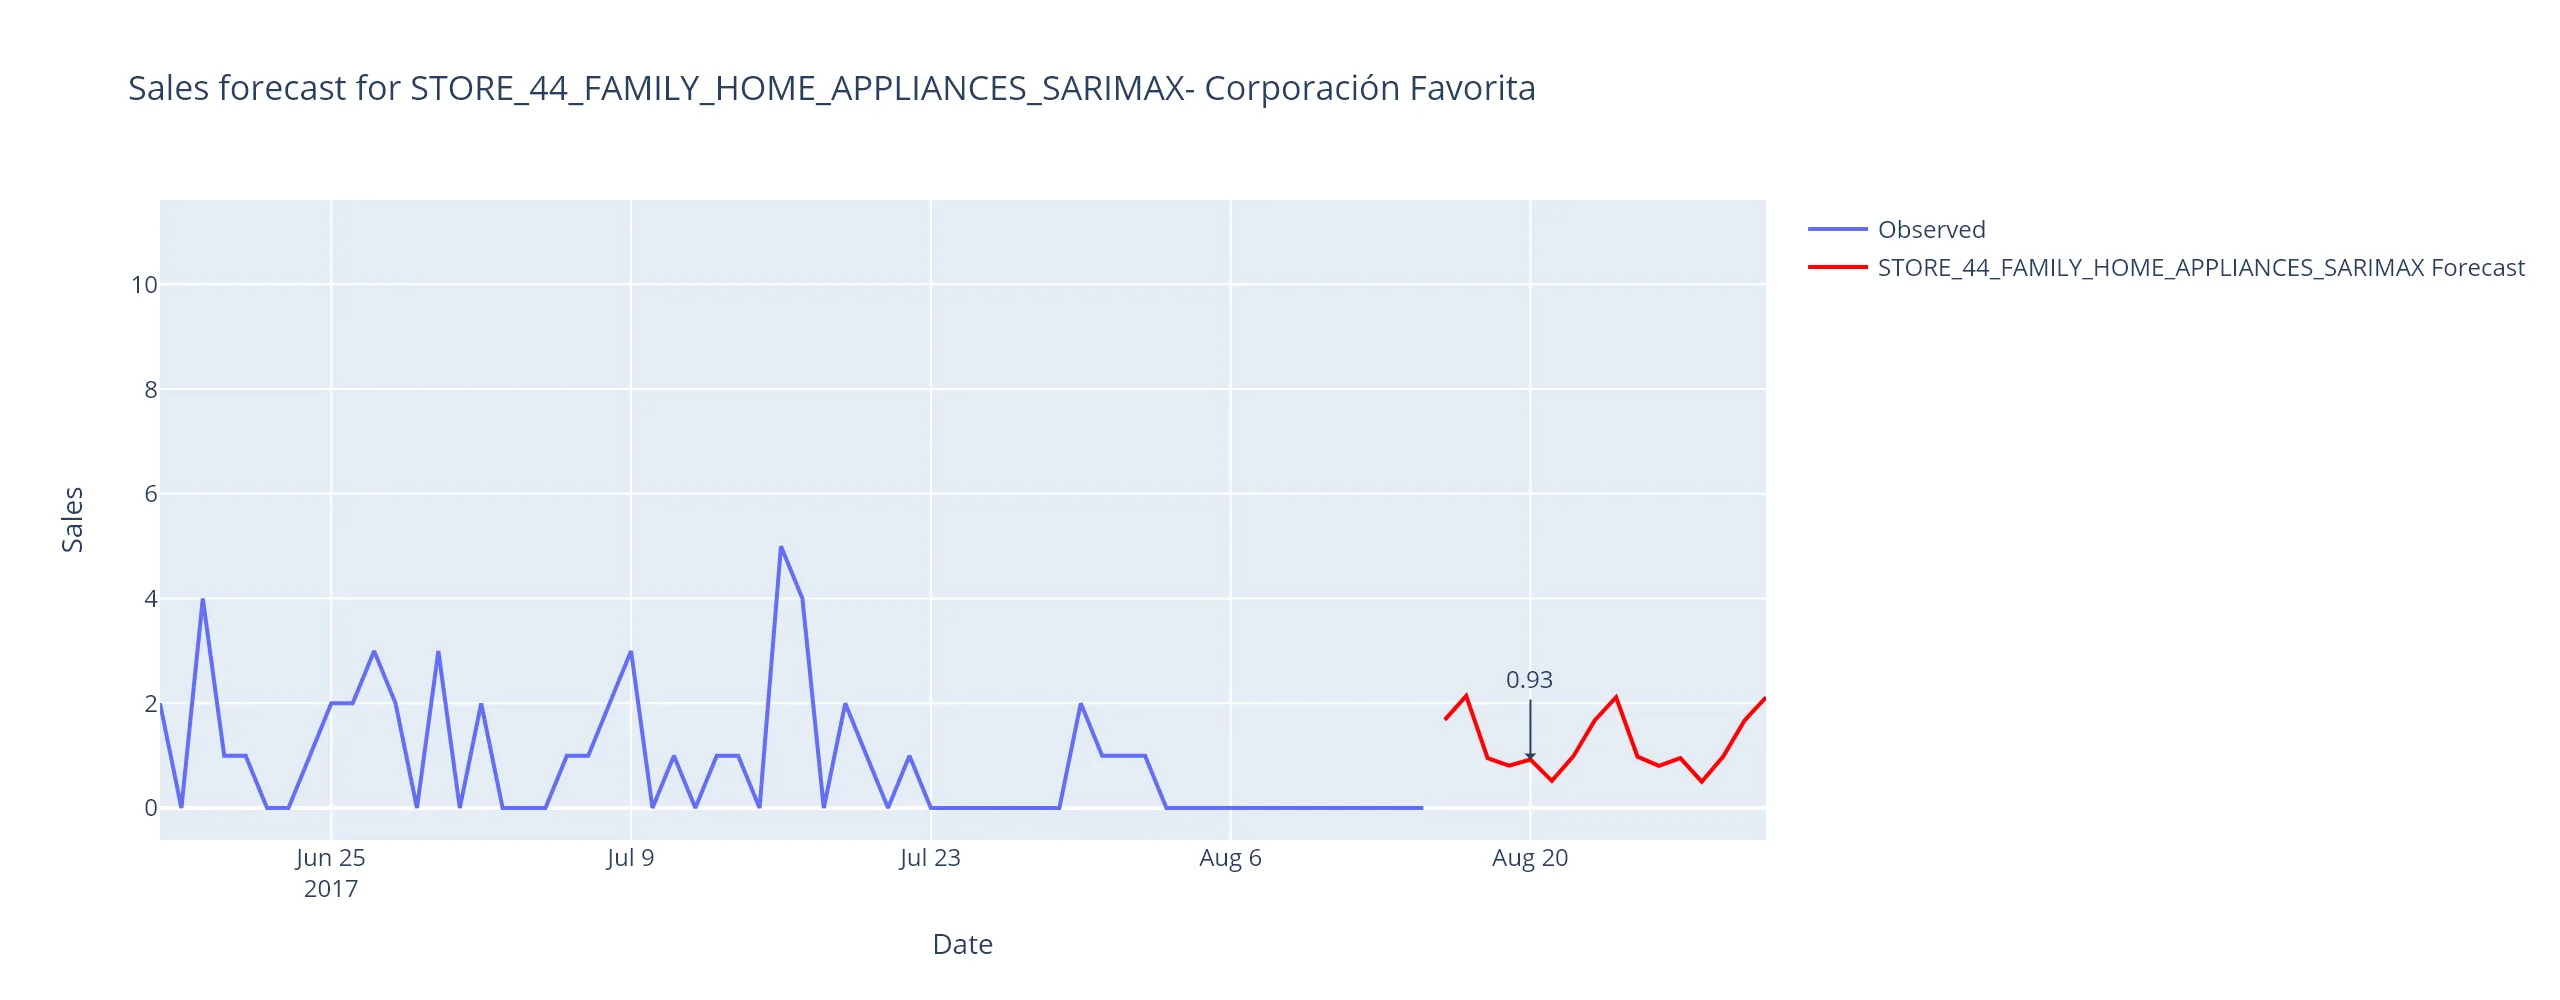 Sales forecast for STORE_44_FAMILY_HOME_APPLIANCES_SARIMAX- Corporación Favorita
Observed
STORE_44_FAMILY_HOME_APPLIANCES_SARIMAX Forecast
10
8
6
4
2
0
Sales
0.93
Jun 25
2017
Jul 9
Jul 23
Aug 6
Aug 20
Date